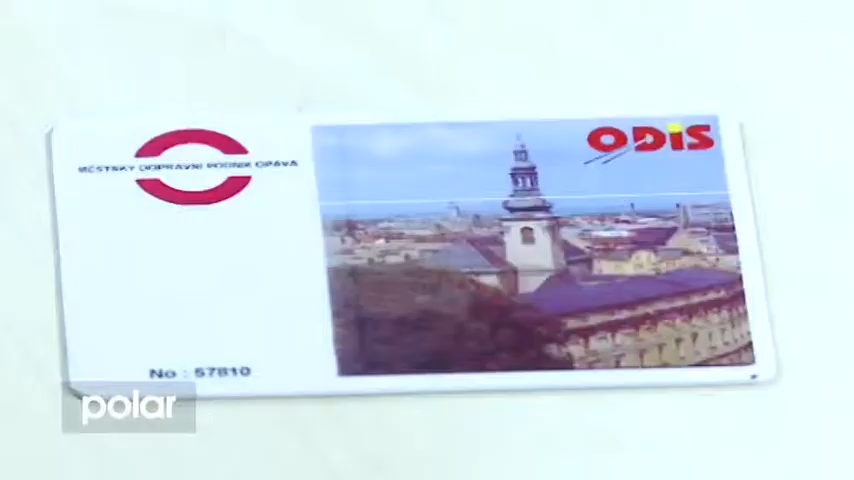 MĚSTSKÝ DOPRAVNÍ PODNIK OPAVA
ODIS
No : 57810
polar